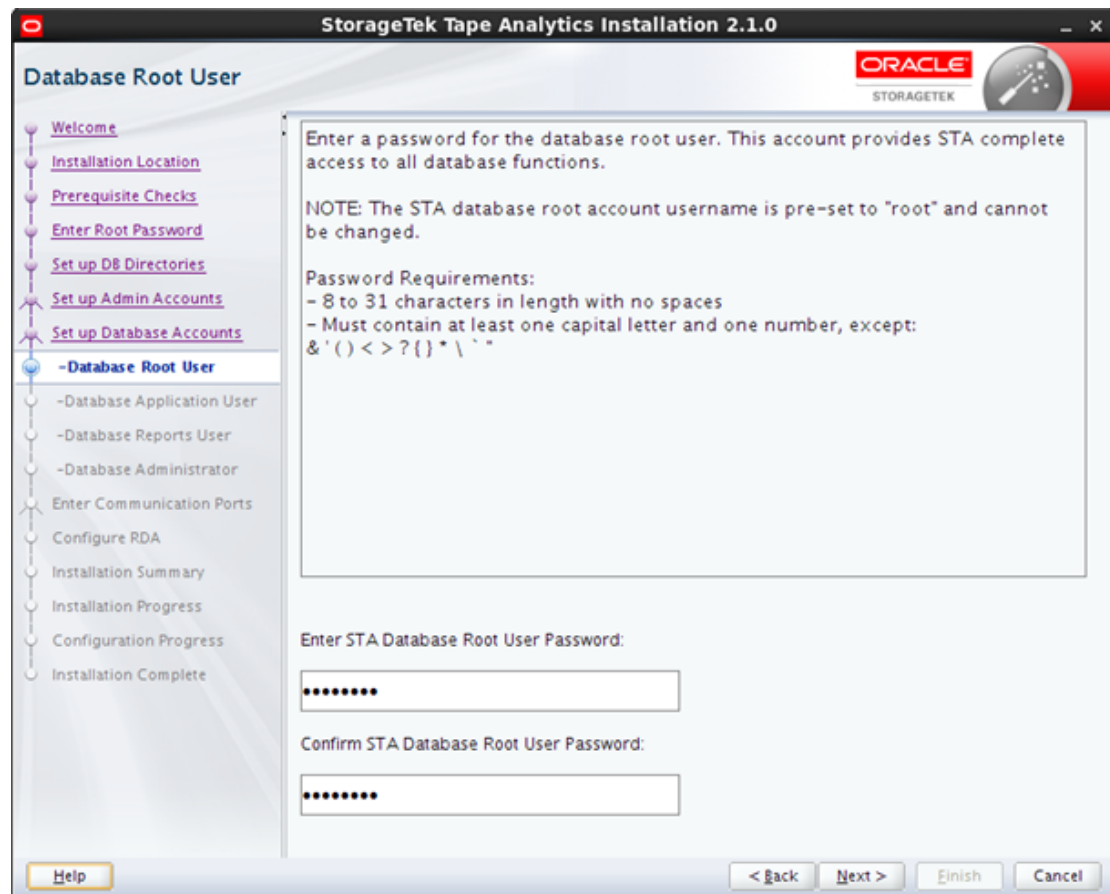 StorageTek Tape Analytics Installation 2.1.0
Database Root User
ORACLE
STORAGETEK
Welcome
Installation Location
Prerequisite Checks
Enter Root Password
Set up DB Directories
Set up Admin Accounts
Set up Database Accounts
-Database Root User
-Database Application User
-Database Reports User
-Database Administrator
Enter Communication Ports
Configure RDA
Installation Summary
Installation Progress
Configuration Progress
Installation Complete
Enter a password for the database root user. This account provides STA complete
access to all database functions.
NOTE: The STA database root account username is pre-set to "root" and cannot
be changed.
Password Requirements:
- 8 to 31 characters in length with no spaces
- Must contain at least one capital letter and one number, except:
& ' ( ) < > ? { } * \ ` "
Enter STA Database Root User Password:
••••••••
Confirm STA Database Root User Password:
••••••••
Help
< Back
Next >
Finish
Cancel